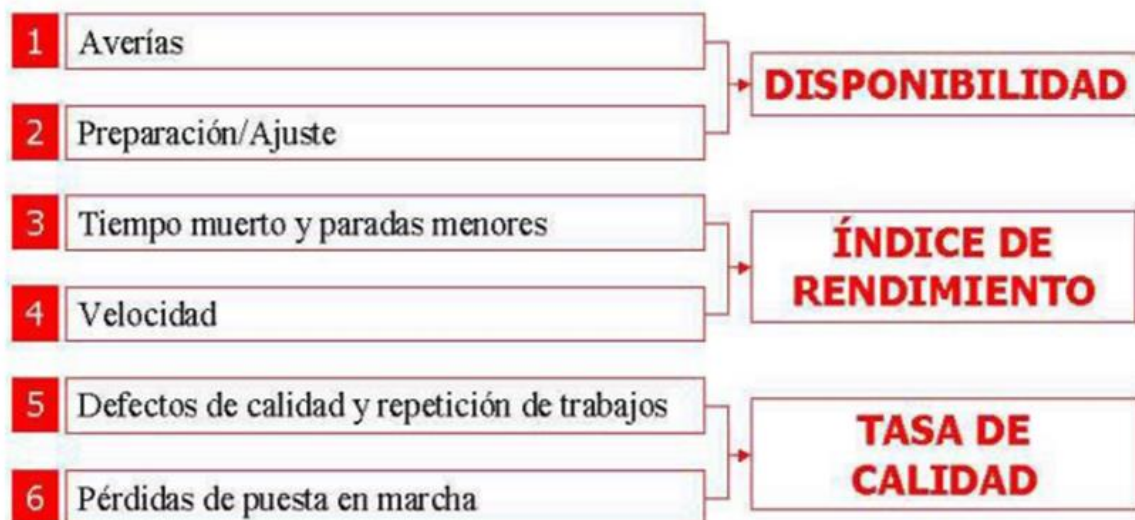 1 Averías
2 Preparación/Ajuste
DISPONIBILIDAD
3 Tiempo muerto y paradas menores
4 Velocidad
ÍNDICE DE
RENDIMIENTO
5 Defectos de calidad y repetición de trabajos
6 Pérdidas de puesta en marcha
TASA DE
CALIDAD